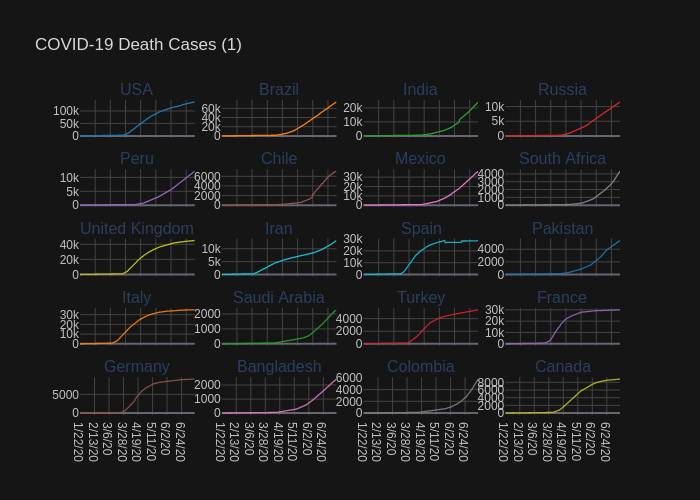 COVID-19 Death Cases (1)
USA Brazil India Russia
100k 50k 0 60k 40k 20k 0 20k 10k 0 10k 5k 0
Peru Chile Mexico South Africa
10k 5k 0 6000 4000 2000 0 30k 20k 10k 0 4000 3000 2000 1000 0
United Kingdom Iran Spain Pakistan
40k 20k 0 10k 5k 0 30k 20k 10k 0 4000 2000 0
Italy Saudi Arabia Turkey France
30k 20k 10k 0 2000 1000 0 4000 2000 0 30k 20k 10k 0
Germany Bangladesh Colombia Canada
5000 0 2000 1000 0 6000 4000 2000 0 8000 6000 4000 2000 0
1/22/20 2/13/20 3/6/20 3/28/20 4/19/20 5/11/20 6/2/20 6/24/20
1/22/20 2/13/20 3/6/20 3/28/20 4/19/20 5/11/20 6/2/20 6/24/20
1/22/20 2/13/20 3/6/20 3/28/20 4/19/20 5/11/20 6/2/20 6/24/20
1/22/20 2/13/20 3/6/20 3/28/20 4/19/20 5/11/20 6/2/20 6/24/20